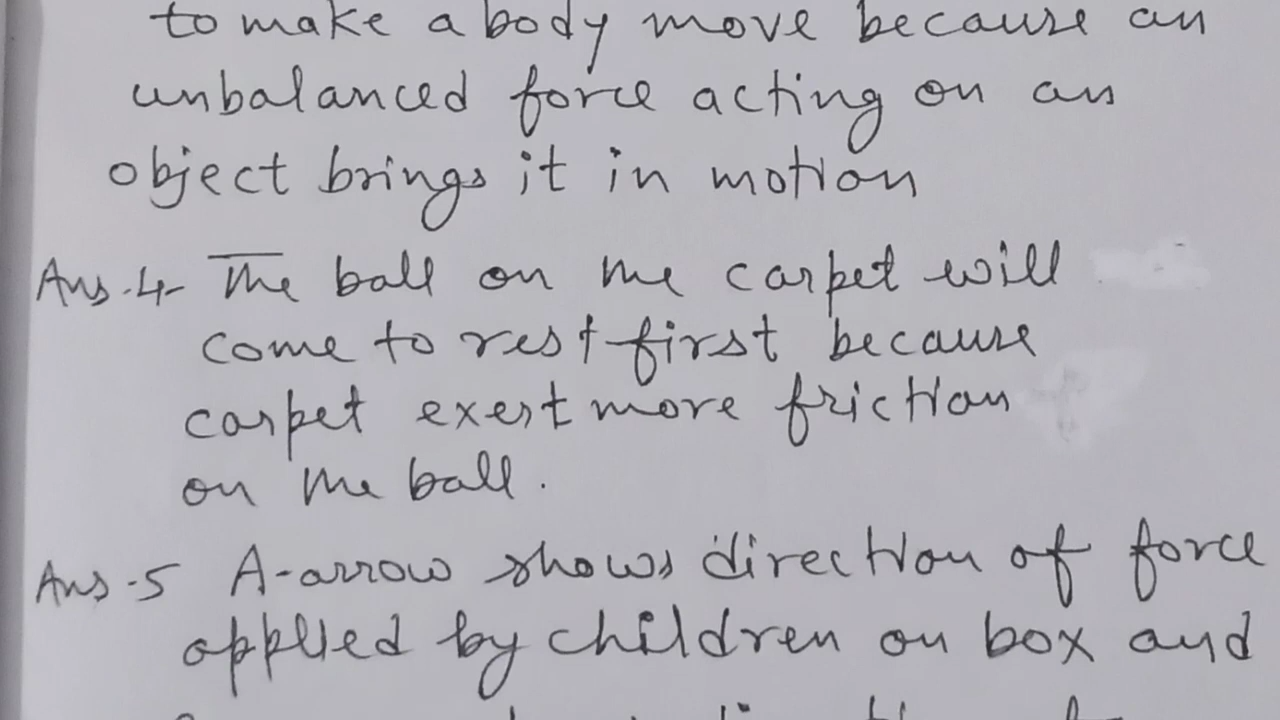 to make a body move because an
unbalanced force acting on an
object brings it in motion
Ans.4- The ball on the carpet will
come to rest first because
carpet exert more friction
on the ball.
Ans.5 A-arrow shows direction of force
applied by children on box and